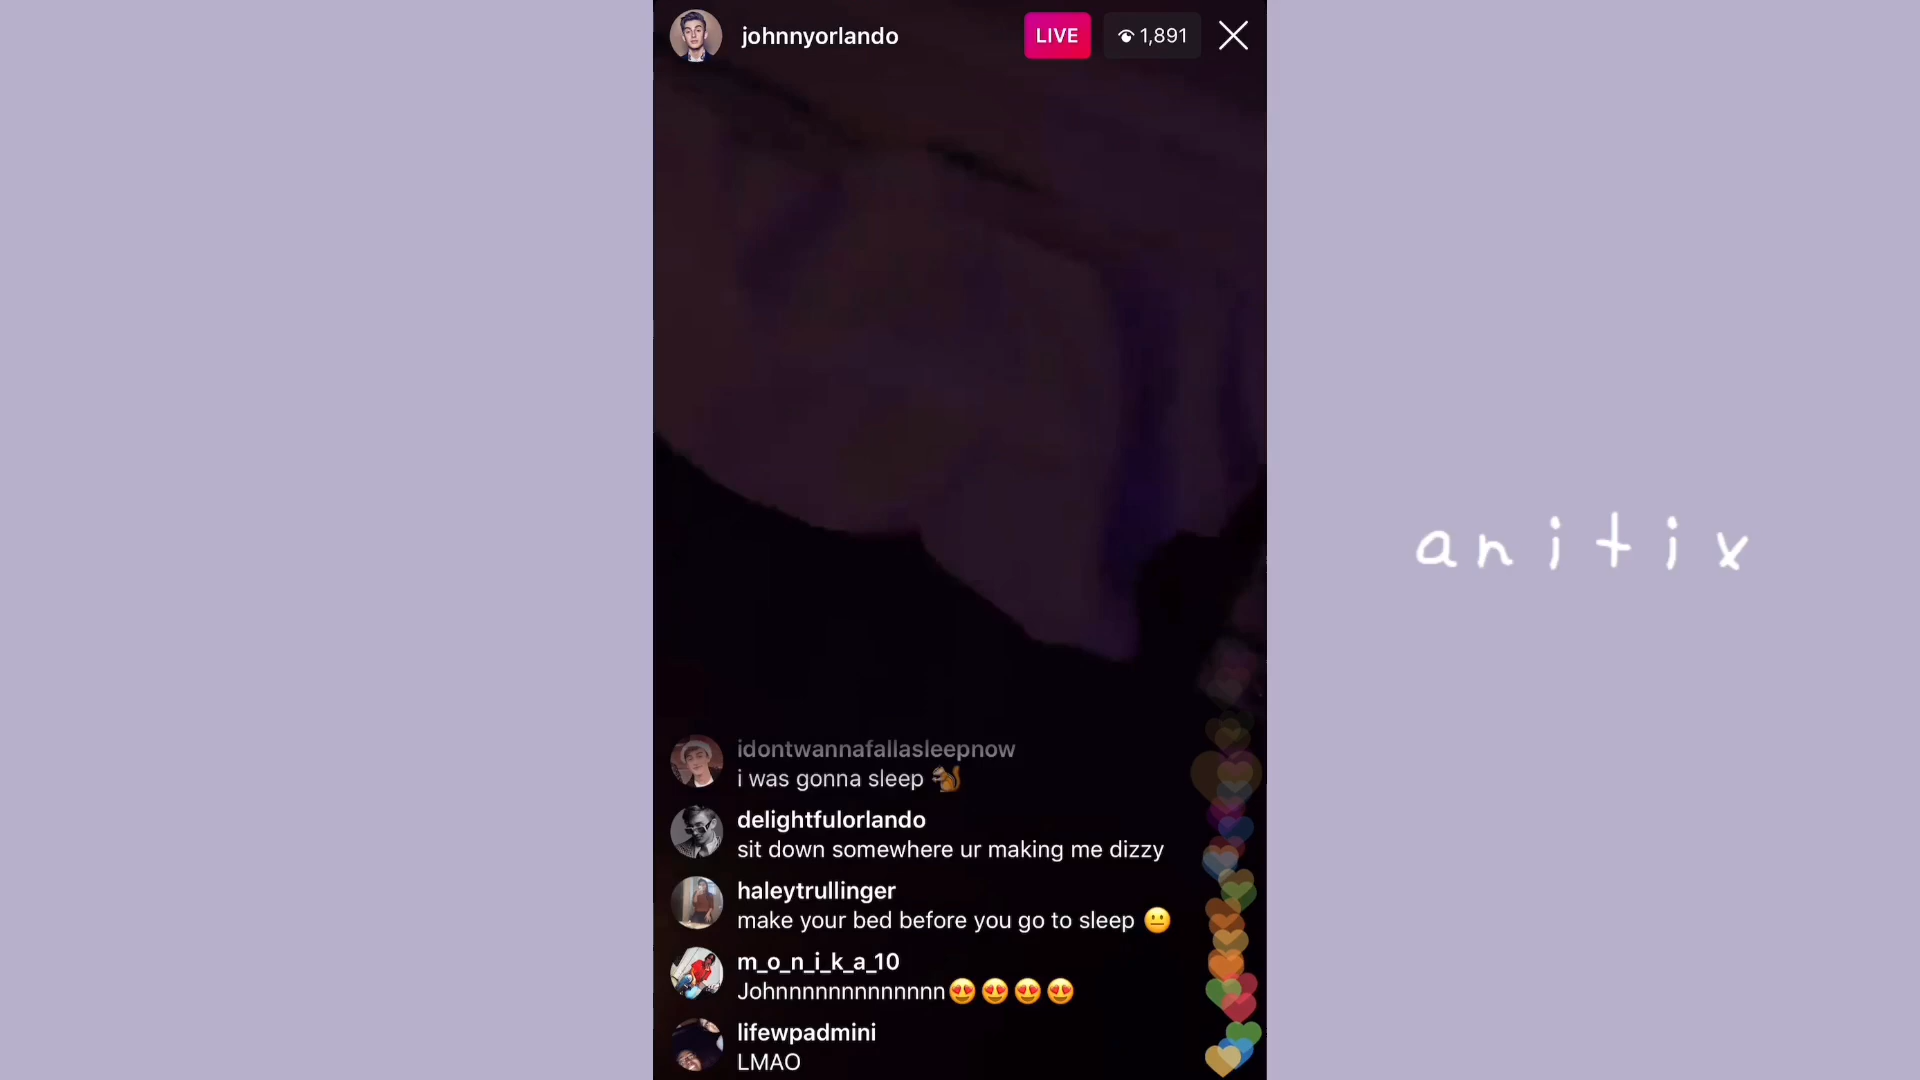 johnnyorlando
LIVE
1,891
idontwannafallasleepnow
i was gonna sleep 🐿️
delightfulorlando
sit down somewhere ur making me dizzy
haleytrullinger
make your bed before you go to sleep 😐
m_o_n_i_k_a_10
Johnnnnnnnnnnnnnn😍😍😍😍
lifewpadmini
LMAO
anitix